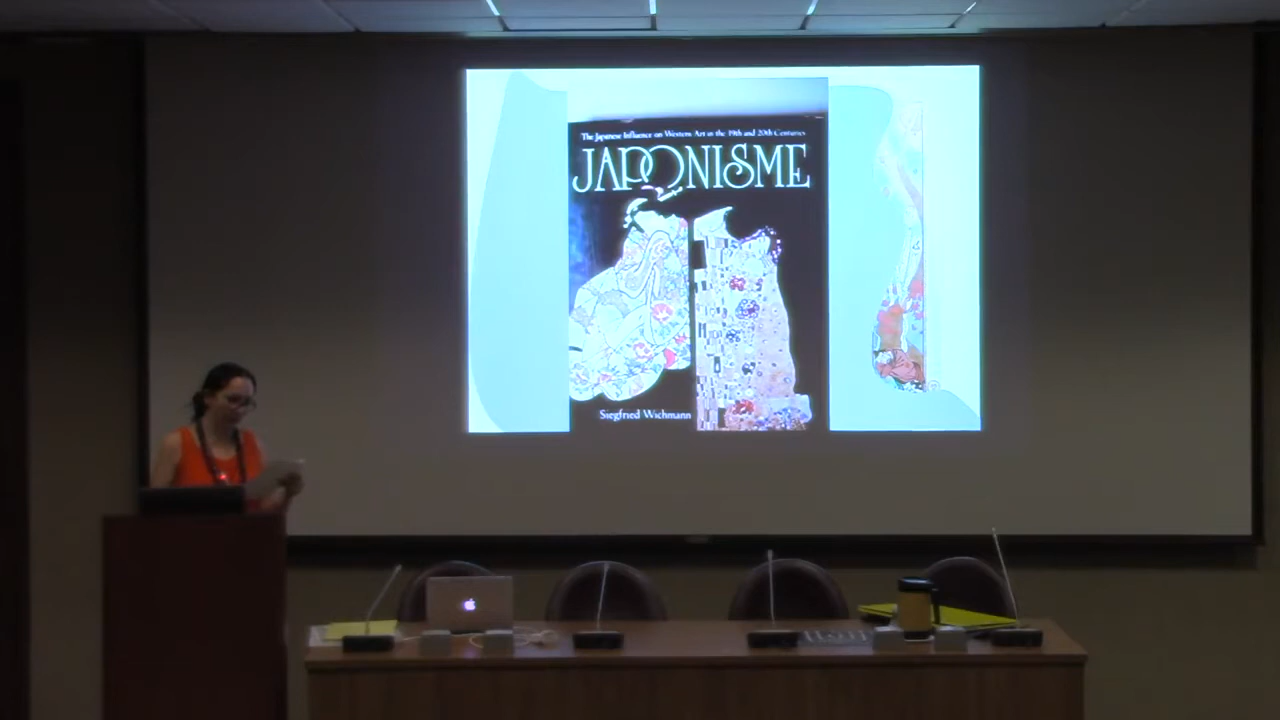 The Japanese Influence on Western Art in the 19th and 20th Centuries
JAPONISME
Siegfried Wichmann